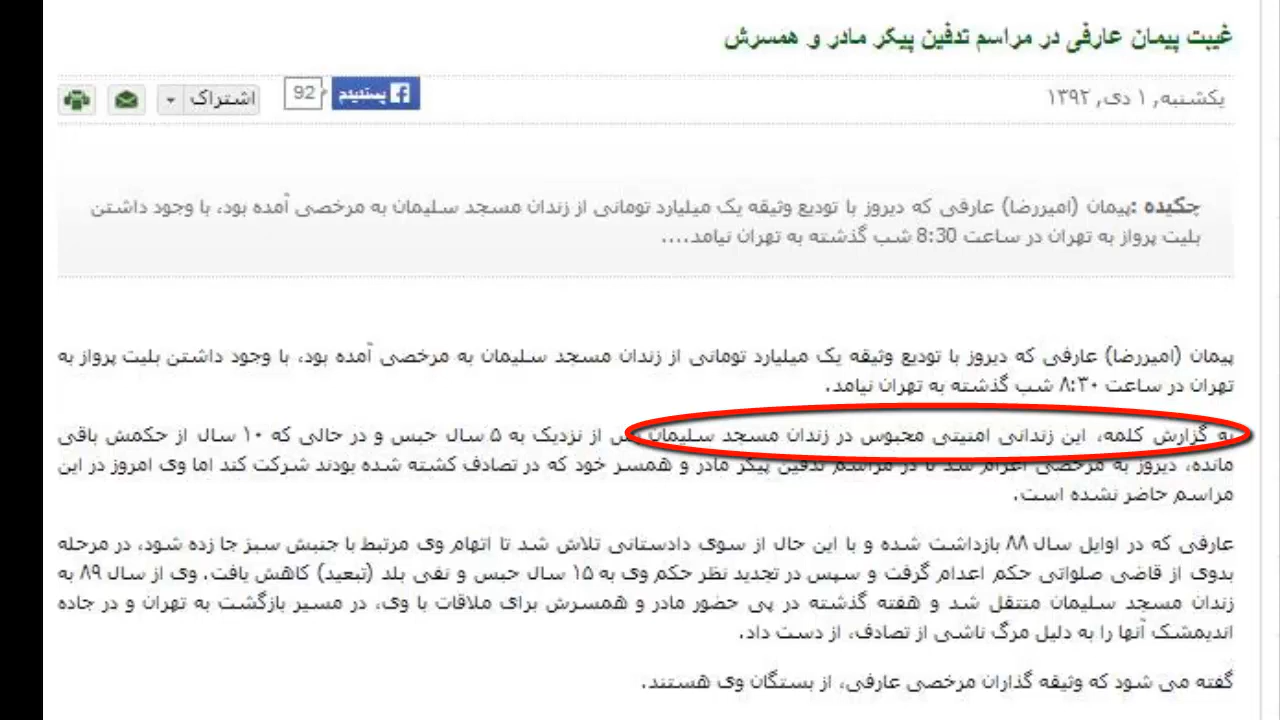 غیبت پیمان عارفی در مراسم تدفین پیکر مادر و همسرش
یکشنبه, ۱ دی, ۱۳۹۲
پسندیدم
92
اشتراک
چکیده :پیمان (امیررضا) عارفی که دیروز با تودیع وثیقه یک میلیارد تومانی از زندان مسجد سلیمان به مرخصی آمده بود، با وجود داشتن
بلیت پرواز به تهران در ساعت 8:30 شب گذشته به تهران نیامد....
پیمان (امیررضا) عارفی که دیروز با تودیع وثیقه یک میلیارد تومانی از زندان مسجد سلیمان به مرخصی آمده بود، با وجود داشتن بلیت پرواز به
تهران در ساعت ۸:۳۰ شب گذشته به تهران نیامد.
به گزارش کلمه، این زندانی امنیتی محبوس در زندان مسجد سلیمان پس از نزدیک به ۵ سال حبس و در حالی که ۱۰ سال از حکمش باقی
مانده، دیروز به مرخصی اعزام شد تا در مراسم تدفین پیکر مادر و همسر خود که در تصادف کشته شده بودند شرکت کند اما وی امروز در این
مراسم حاضر نشده است.
عارفی که در اوایل سال ۸۸ بازداشت شده و با این حال از سوی دادستانی تلاش شد تا اتهام وی مرتبط با جنبش سبز جا زده شود، در مرحله
بدوی از قاضی صلواتی حکم اعدام گرفت و سپس در تجدید نظر حکم وی به ۱۵ سال حبس و نفی بلد (تبعید) کاهش یافت. وی از سال ۸۹ به
زندان مسجد سلیمان منتقل شد و هفته گذشته در پی حضور مادر و همسرش برای ملاقات با وی، در مسیر بازگشت به تهران و در جاده
اندیمشک آنها را به دلیل مرگ ناشی از تصادف، از دست داد.
گفته می شود که وثیقه گذاران مرخصی عارفی، از بستگان وی هستند.